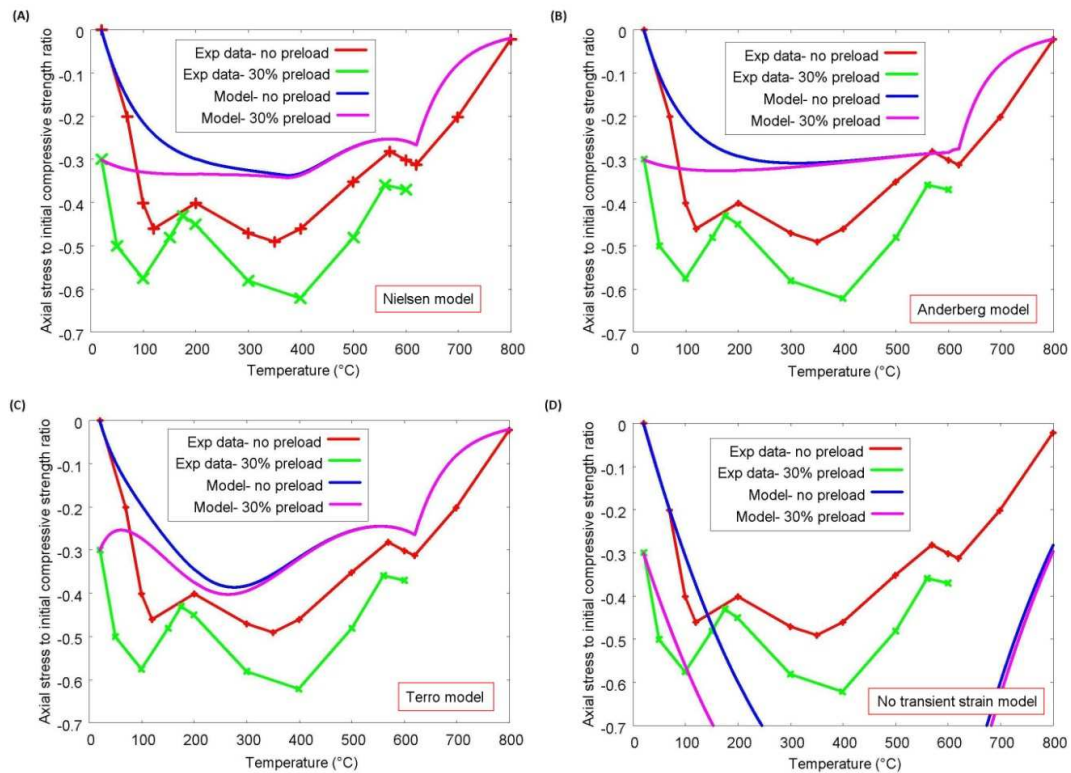 (A)
Axial stress to initial compressive strength ratio
0
-0.1
-0.2
-0.3
-0.4
-0.5
-0.6
-0.7
Exp data- no preload
Exp data- 30% preload
Model- no preload
Model- 30% preload
Nielsen model
0 100 200 300 400 500 600 700 800
Temperature (°C)
(B)
Axial stress to initial compressive strength ratio
0
-0.1
-0.2
-0.3
-0.4
-0.5
-0.6
-0.7
Exp data- no preload
Exp data- 30% preload
Model- no preload
Model- 30% preload
Anderberg model
0 100 200 300 400 500 600 700 800
Temperature (°C)
(C)
Axial stress to initial compressive strength ratio
0
-0.1
-0.2
-0.3
-0.4
-0.5
-0.6
-0.7
Exp data- no preload
Exp data- 30% preload
Model- no preload
Model- 30% preload
Terro model
0 100 200 300 400 500 600 700 800
Temperature (°C)
(D)
Axial stress to initial compressive strength ratio
0
-0.1
-0.2
-0.3
-0.4
-0.5
-0.6
-0.7
Exp data- no preload
Exp data- 30% preload
Model- no preload
Model- 30% preload
No transient strain model
0 100 200 300 400 500 600 700 800
Temperature (°C)